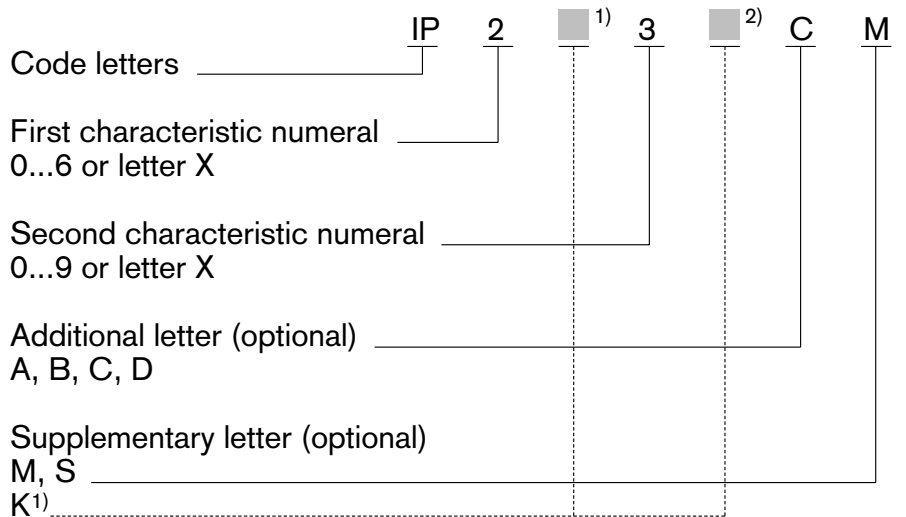 IP 2 1) 3 2) C M
Code letters
First characteristic numeral
0...6 or letter X
Second characteristic numeral
0...9 or letter X
Additional letter (optional)
A, B, C, D
Supplementary letter (optional)
M, S
K1)